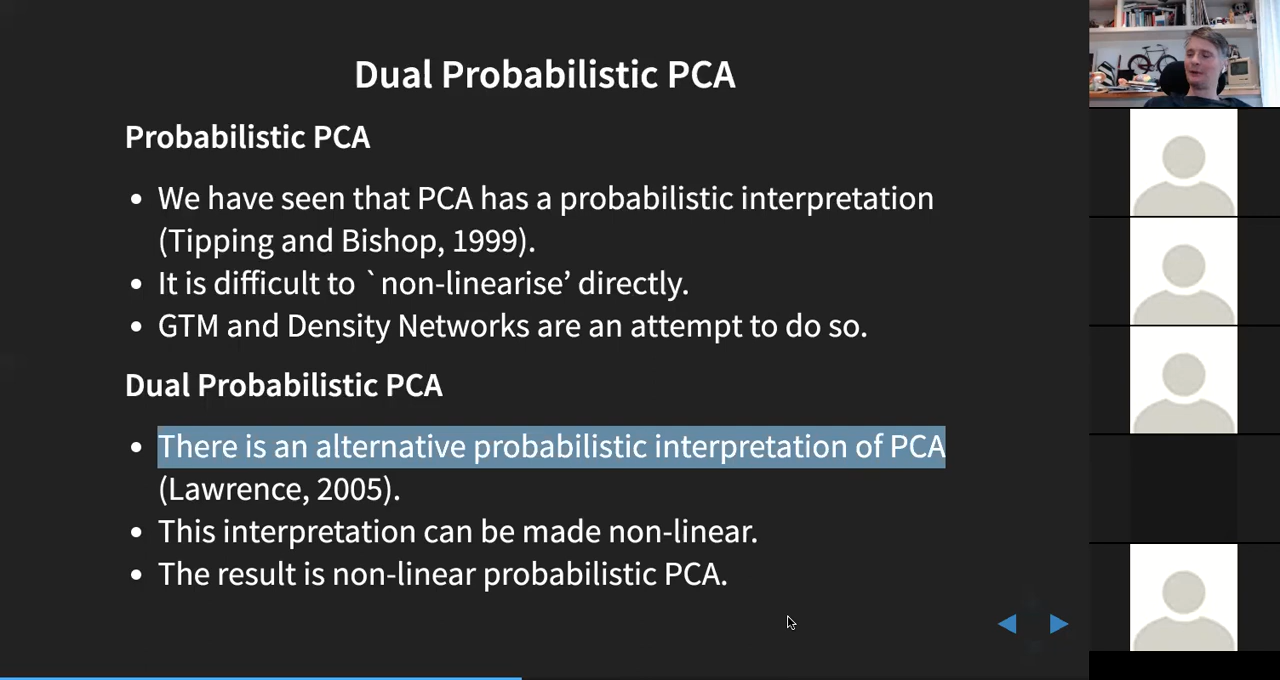 Dual Probabilistic PCA
Probabilistic PCA
• We have seen that PCA has a probabilistic interpretation
(Tipping and Bishop, 1999).
• It is difficult to `non-linearise’ directly.
• GTM and Density Networks are an attempt to do so.
Dual Probabilistic PCA
• There is an alternative probabilistic interpretation of PCA
(Lawrence, 2005).
• This interpretation can be made non-linear.
• The result is non-linear probabilistic PCA.